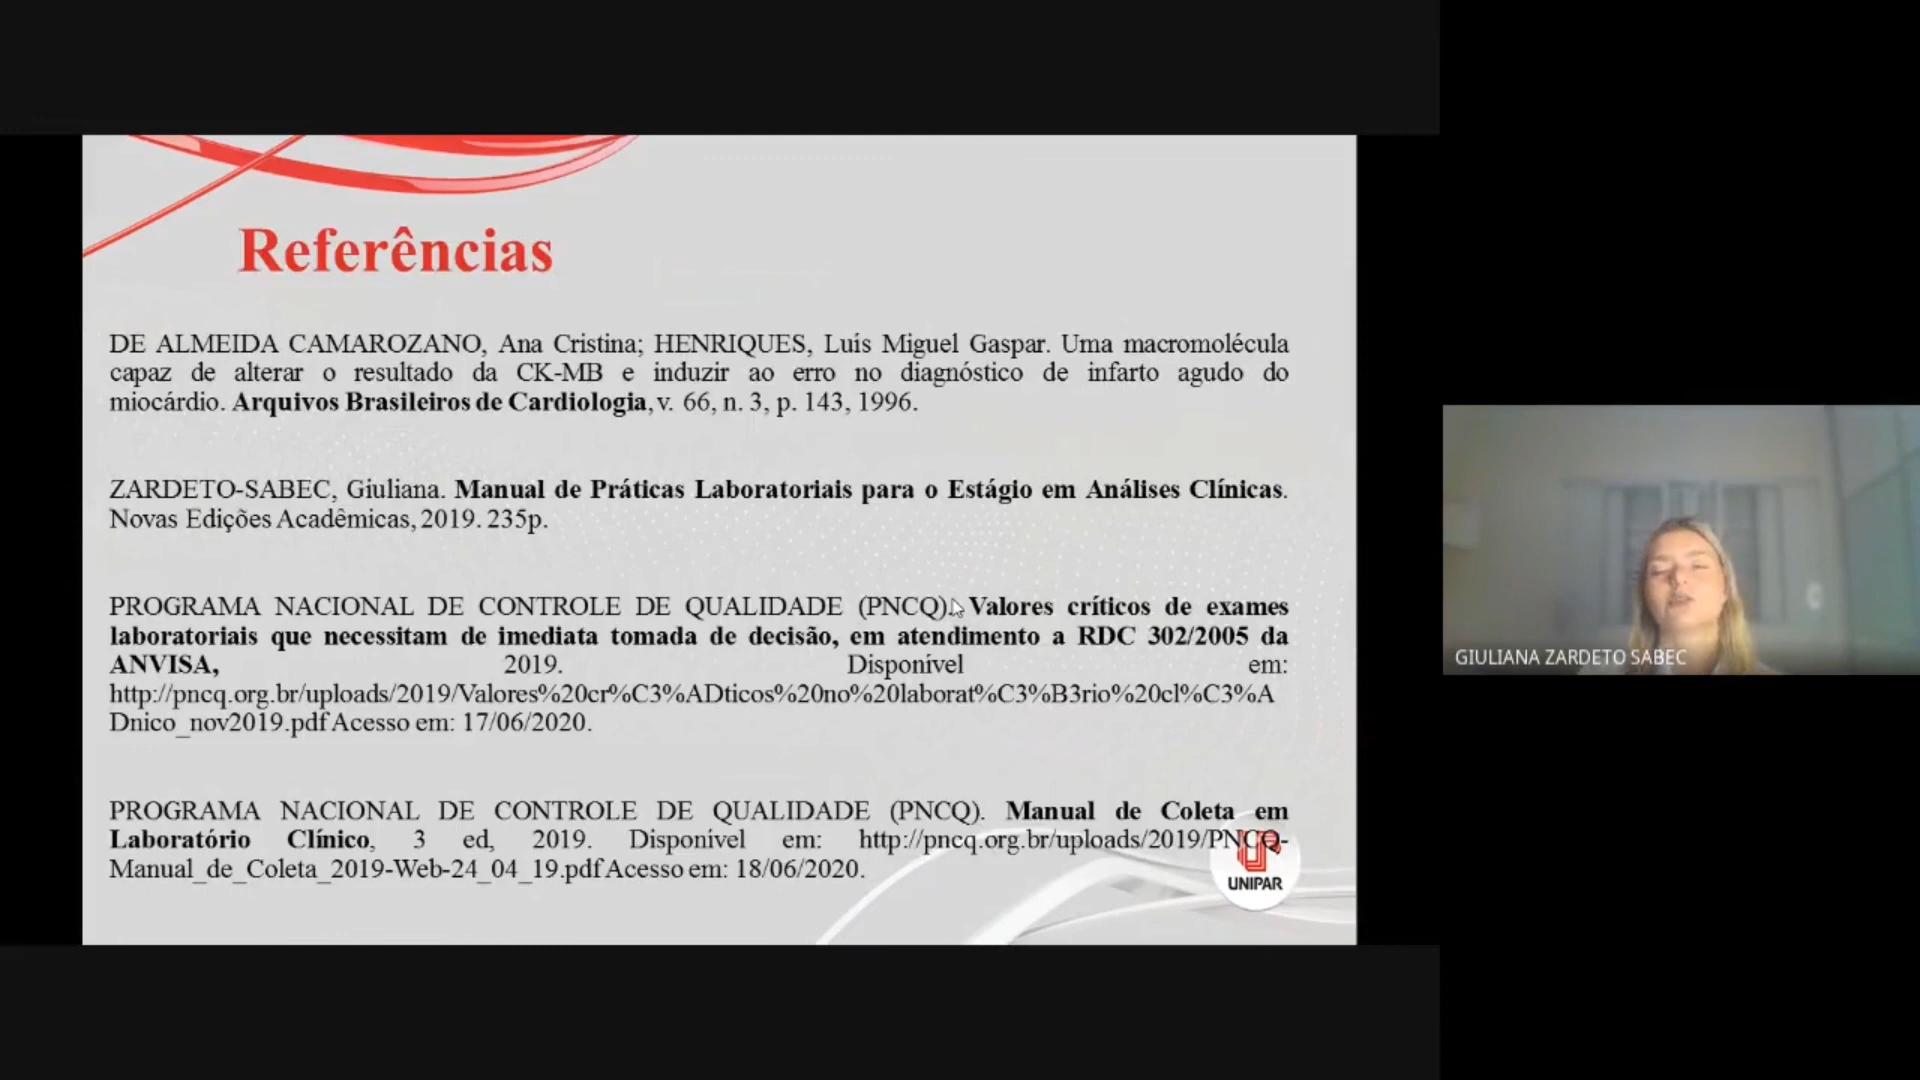 Referências
DE ALMEIDA CAMAROZANO, Ana Cristina; HENRIQUES, Luís Miguel Gaspar. Uma macromolécula
capaz de alterar o resultado da CK-MB e induzir ao erro no diagnóstico de infarto agudo do
miocárdio. Arquivos Brasileiros de Cardiologia, v. 66, n. 3, p. 143, 1996.
ZARDETO-SABEC, Giuliana. Manual de Práticas Laboratoriais para o Estágio em Análises Clínicas.
Novas Edições Acadêmicas, 2019. 235p.
PROGRAMA NACIONAL DE CONTROLE DE QUALIDADE (PNCQ). Valores críticos de exames
laboratoriais que necessitam de imediata tomada de decisão, em atendimento a RDC 302/2005 da
ANVISA, 2019. Disponível em:
http://pncq.org.br/uploads/2019/Valores%20cr%C3%ADticos%20no%20laborat%C3%B3rio%20cl%C3%A
Dnico_nov2019.pdf Acesso em: 17/06/2020.
PROGRAMA NACIONAL DE CONTROLE DE QUALIDADE (PNCQ). Manual de Coleta em
Laboratório Clínico, 3 ed, 2019. Disponível em: http://pncq.org.br/uploads/2019/PNCQ-
Manual_de_Coleta_2019-Web-24_04_19.pdf Acesso em: 18/06/2020.
UNIPAR
GIULIANA ZARDETO SABEC